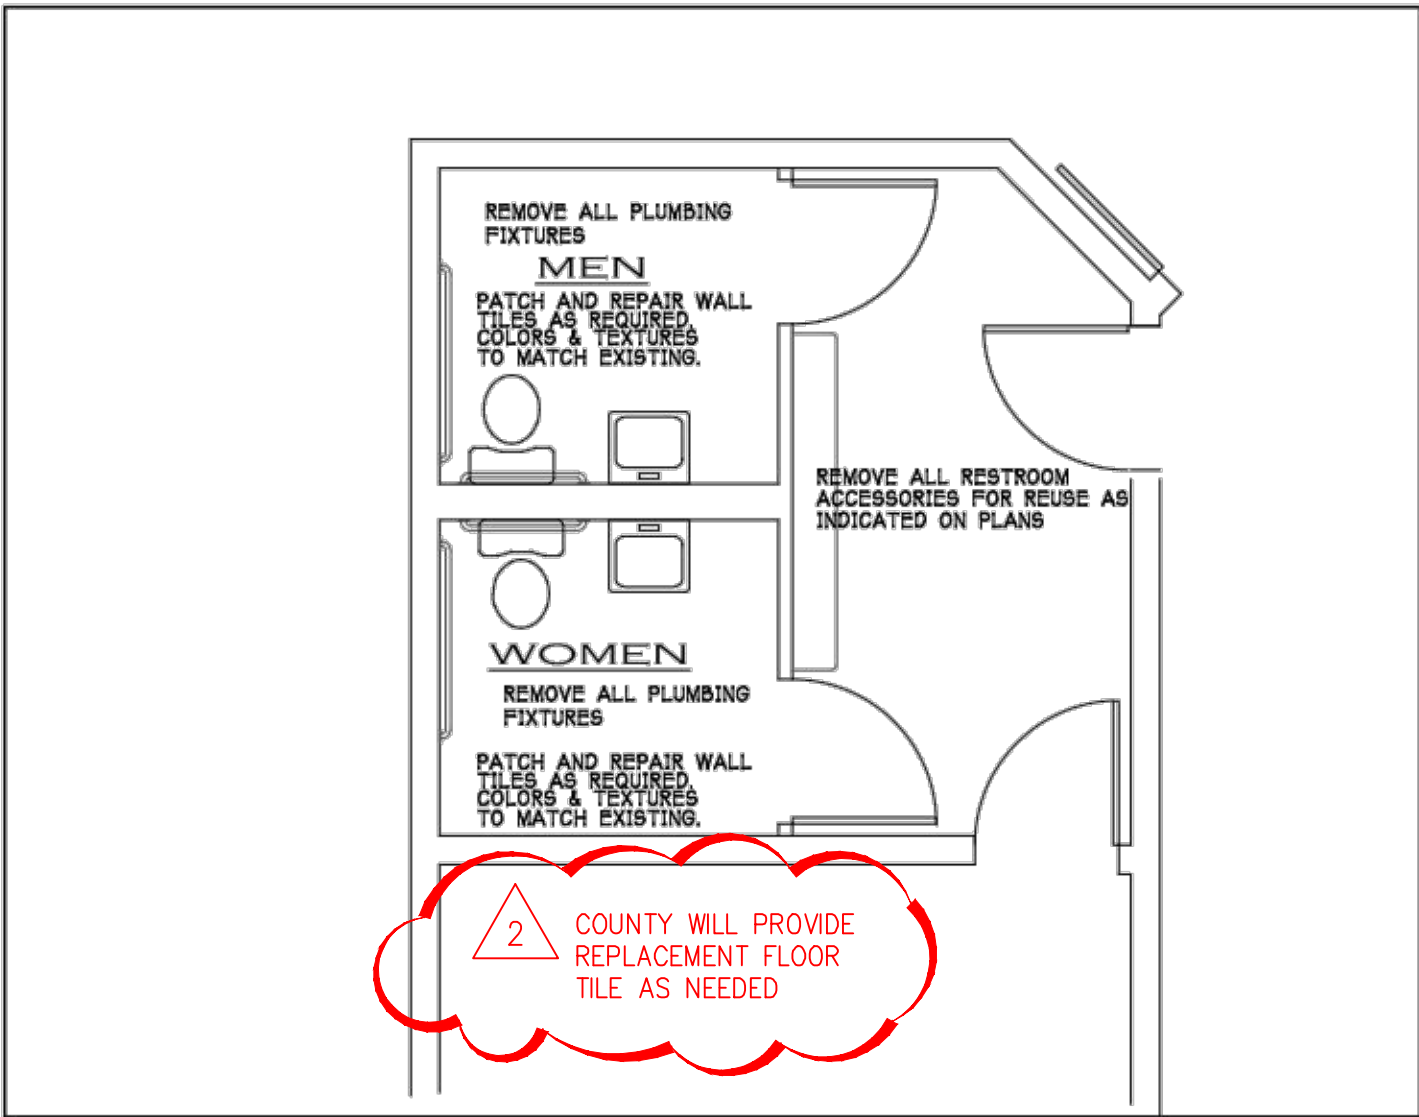 REMOVE ALL PLUMBING
FIXTURES
MEN
PATCH AND REPAIR WALL
TILES AS REQUIRED.
COLORS & TEXTURES
TO MATCH EXISTING.
REMOVE ALL RESTROOM
ACCESSORIES FOR REUSE AS
INDICATED ON PLANS
WOMEN
REMOVE ALL PLUMBING
FIXTURES
PATCH AND REPAIR WALL
TILES AS REQUIRED.
COLORS & TEXTURES
TO MATCH EXISTING.
2
COUNTY WILL PROVIDE
REPLACEMENT FLOOR
TILE AS NEEDED